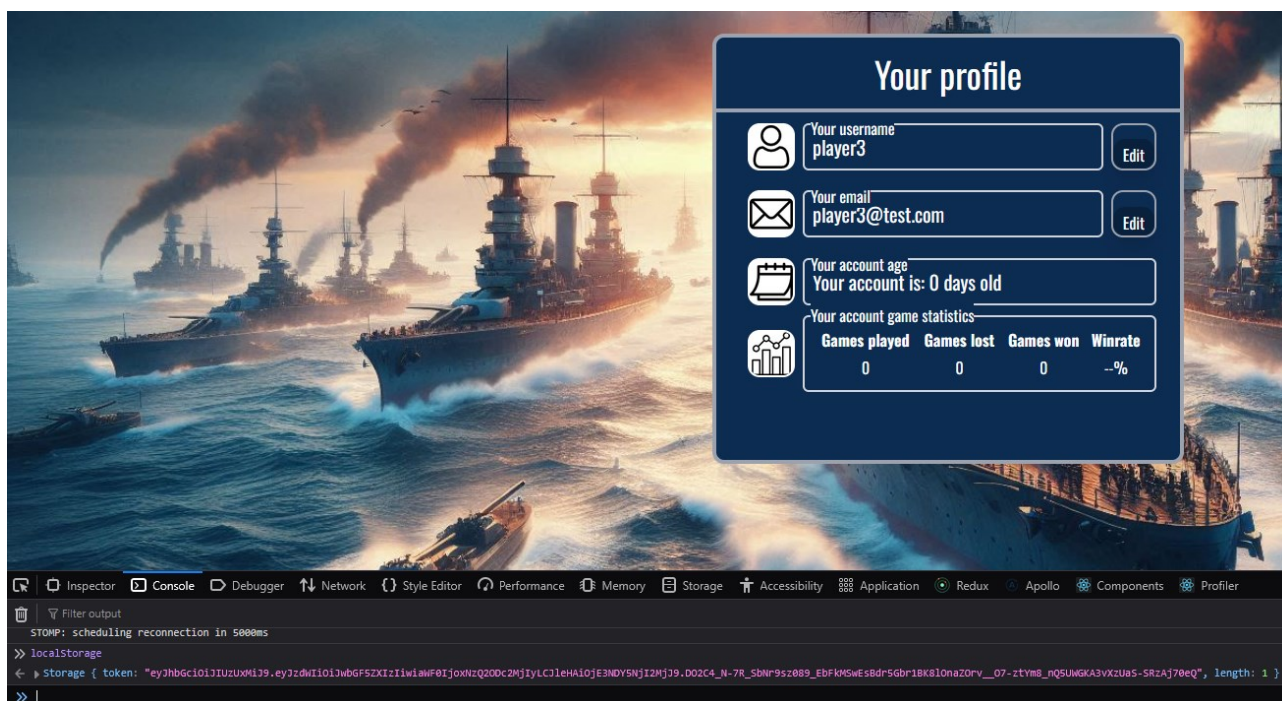 Your profile
Your username
player3
Edit
Your email
player3@test.com
Edit
Your account age
Your account is: 0 days old
Your account game statistics
Games played Games lost Games won Winrate
0 0 0 --%
Inspector Console Debugger Network {} Style Editor Performance Memory Storage Accessibility Application Redux Apollo Components Profiler
Filter output
STOMP: scheduling reconnection in 5000ms
>> localStorage
Storage { token: , length: 1 }
>>